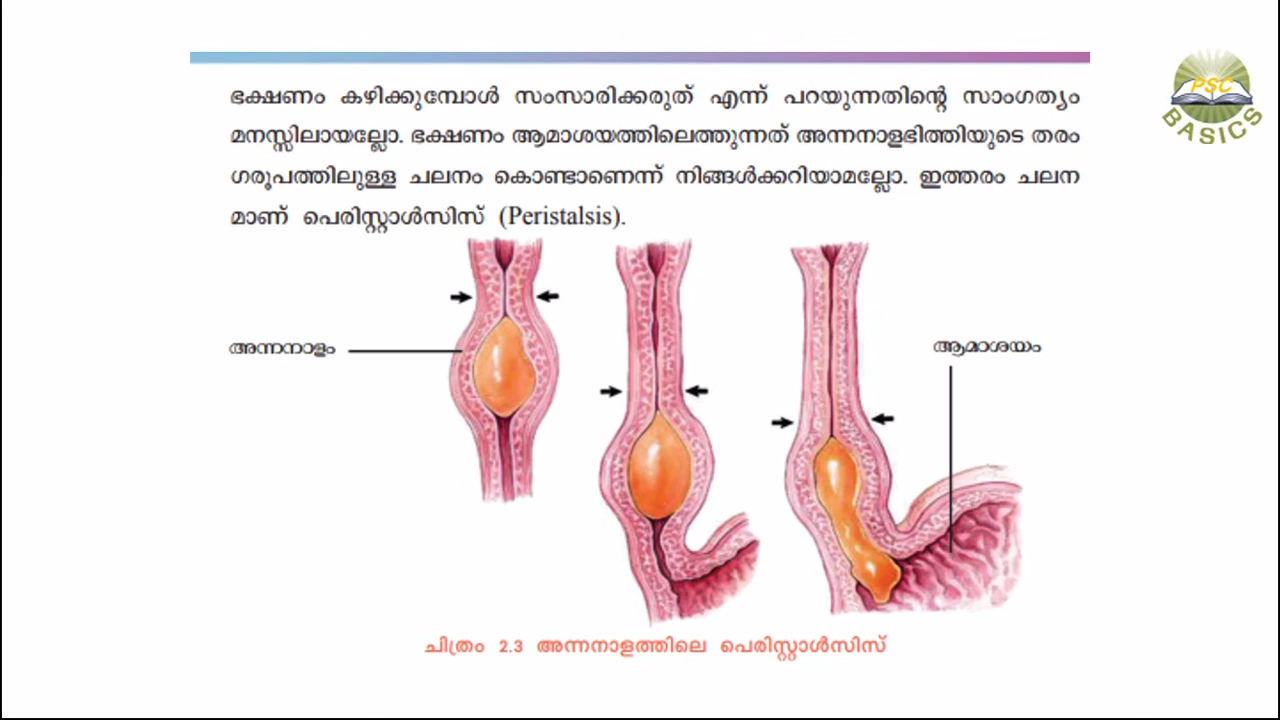 ഭക്ഷണം കഴിക്കുമ്പോൾ സംസാരിക്കരുത് എന്ന് പറയുന്നതിന്റെ സാംഗത്യം
മനസ്സിലായല്ലോ. ഭക്ഷണം ആമാശയത്തിലെത്തുന്നത് അന്നനാളഭിത്തിയുടെ തരം
ഗരൂപത്തിലുള്ള ചലനം കൊണ്ടാണെന്ന് നിങ്ങൾക്കറിയാമല്ലോ. ഇത്തരം ചലന
മാണ് പെരിസ്റ്റാൾസിസ് (Peristalsis).
അന്നനാളം
ആമാശയം
ചിത്രം 2.3 അന്നനാളത്തിലെ പെരിസ്റ്റാൾസിസ്
PSC
BASICS